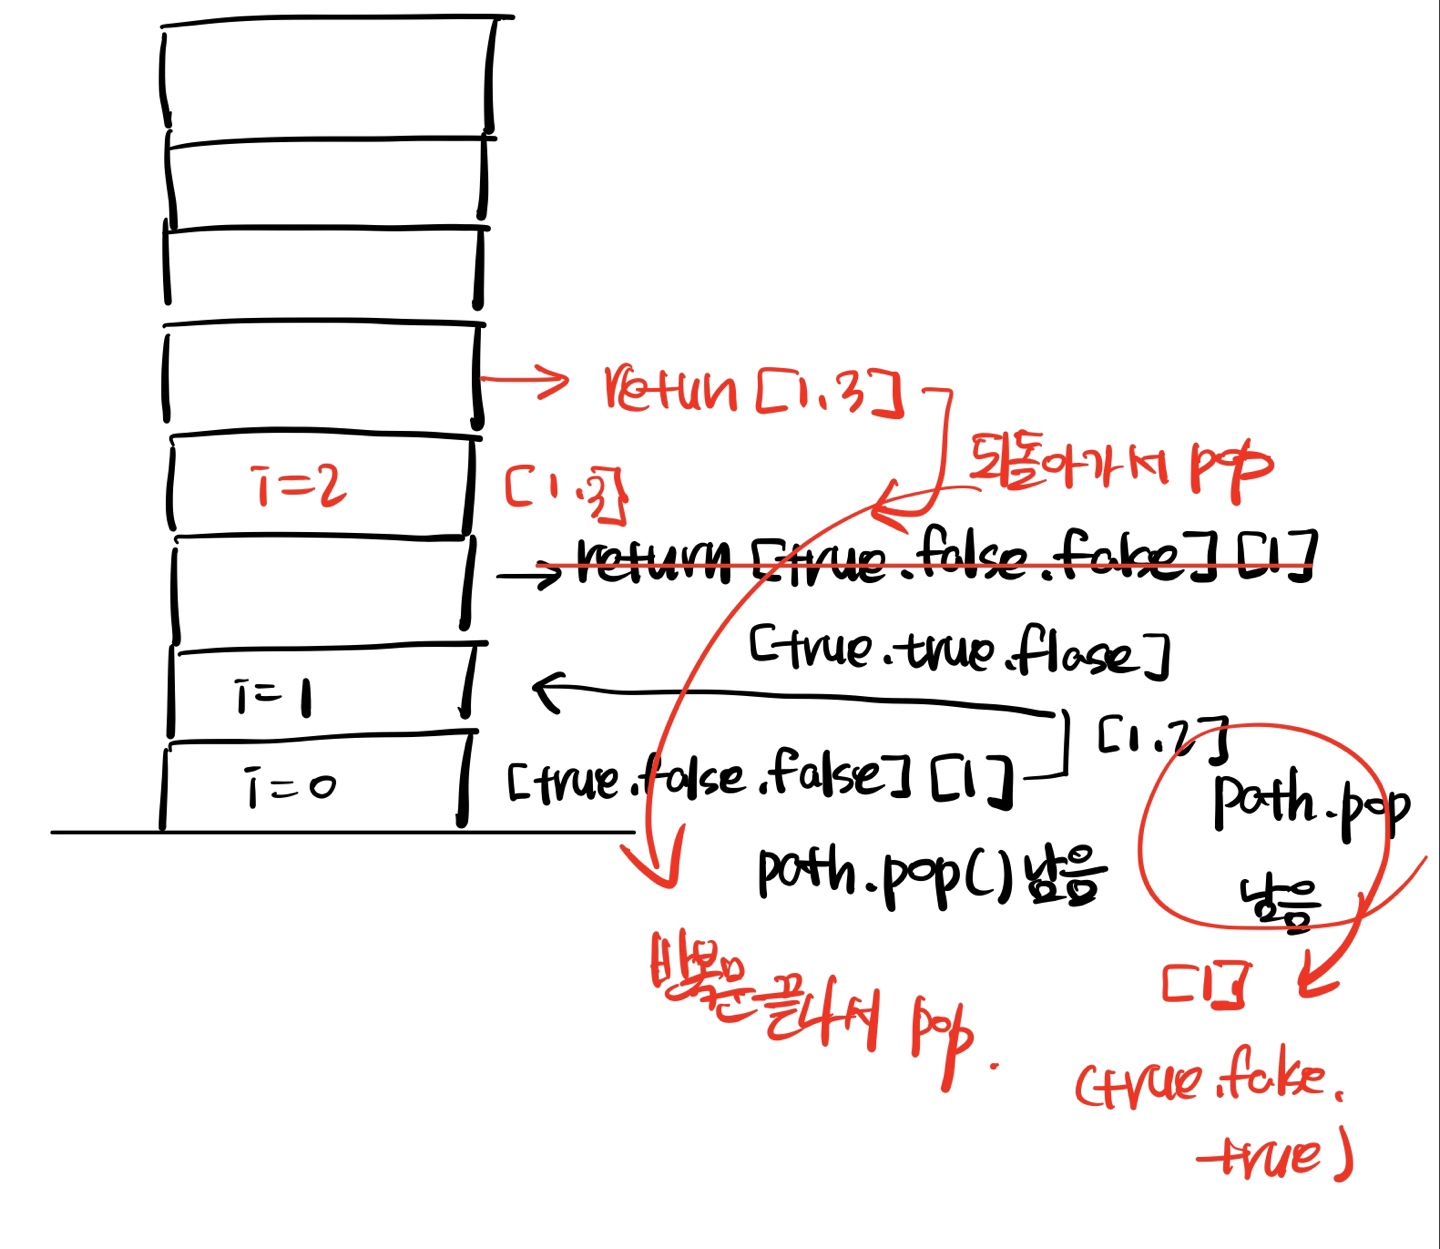 retun [1.3]
되돌아가서 pop
i=2 [1.3]
return [true.false.false] [1]
[true.true.flase]
i=1
[1.2]
i=0 [true.false.false] [1]
path.pop
남음
path.pop() 남음
반복문 끝나서 pop.
[1]
(true.false.
true)